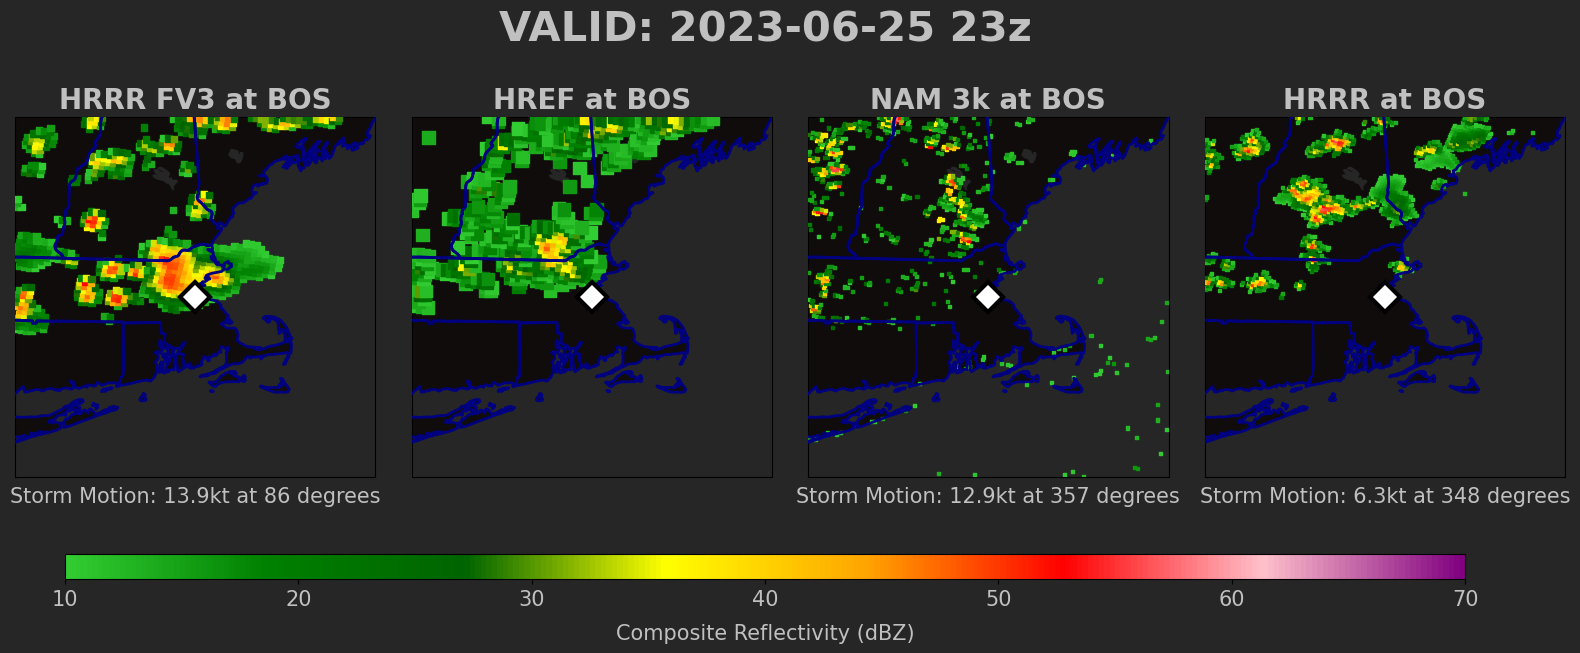 VALID: 2023-06-25 23z
HRRR FV3 at BOS
HREF at BOS
NAM 3k at BOS
HRRR at BOS
Storm Motion: 13.9kt at 86 degrees
Storm Motion: 12.9kt at 357 degrees
Storm Motion: 6.3kt at 348 degrees
10 20 30 40 50 60 70
Composite Reflectivity (dBZ)